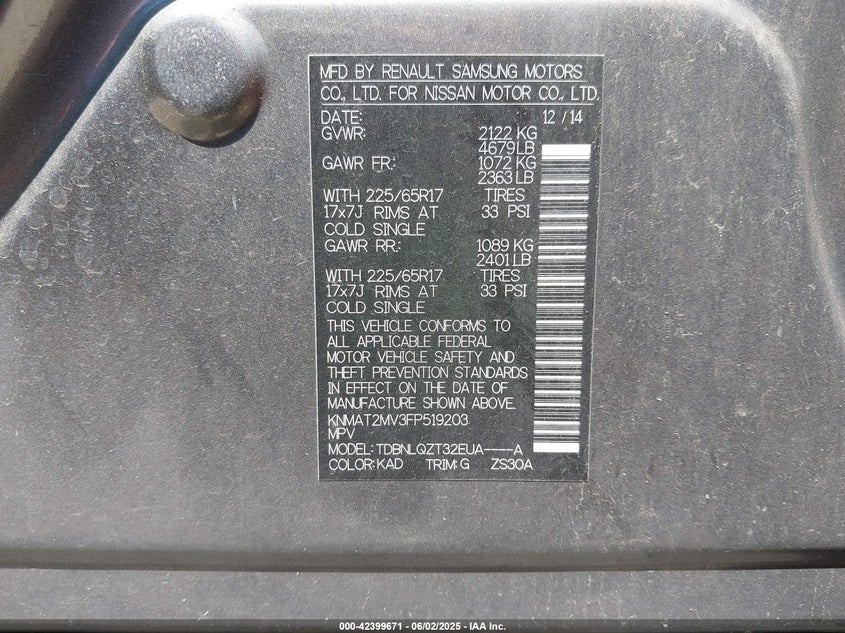 MFD BY RENAULT SAMSUNG MOTORS
CO., LTD. FOR NISSAN MOTOR CO., LTD.
DATE: 12 / 14
GVWR: 2122 KG
4679 LB
GAWR FR.: 1072 KG
2363 LB
WITH 225/65R17 TIRES
17x7J RIMS AT 33 PSI
COLD SINGLE
GAWR RR.: 1089 KG
2401 LB
WITH 225/65R17 TIRES
17x7J RIMS AT 33 PSI
COLD SINGLE
THIS VEHICLE CONFORMS TO
ALL APPLICABLE FEDERAL
MOTOR VEHICLE SAFETY AND
THEFT PREVENTION STANDARDS
IN EFFECT ON THE DATE OF
MANUFACTURE SHOWN ABOVE.
KNMAT2MV3FP519203
MPV
MODEL: TDBNLQZT32EUA----A
COLOR: KAD TRIM: G ZS30A
000-42399671 - 06/02/2025 - IAA Inc.